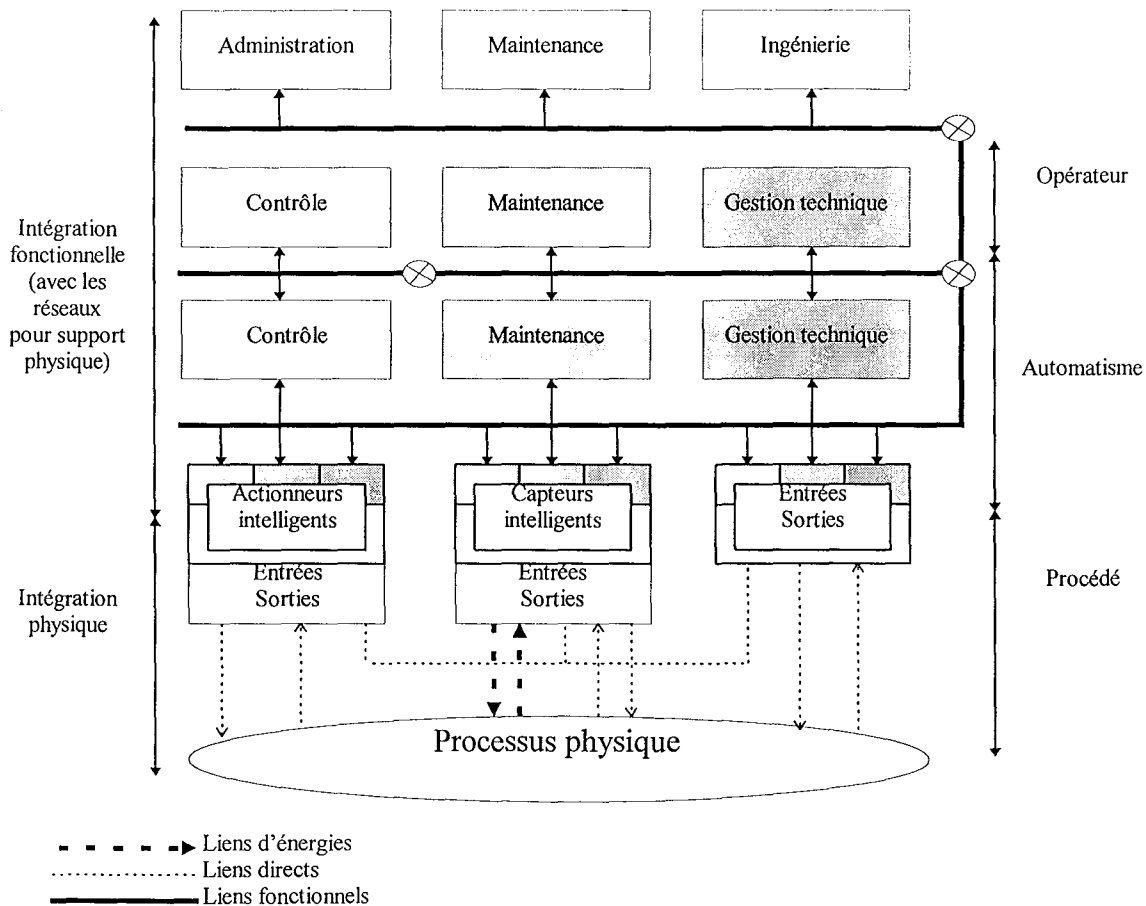 Administration
Maintenance
Ingénierie
Opérateur
Contrôle
Maintenance
Gestion technique
Intégration
fonctionnelle
(avec les
réseaux
pour support
physique)
Contrôle
Maintenance
Gestion technique
Automatisme
Actionneurs
intelligents
Capteurs
intelligents
Entrées
Sorties
Entrées
Sorties
Entrées
Sorties
Procédé
Intégration
physique
Processus physique
Liens d'énergies
Liens directs
Liens fonctionnels